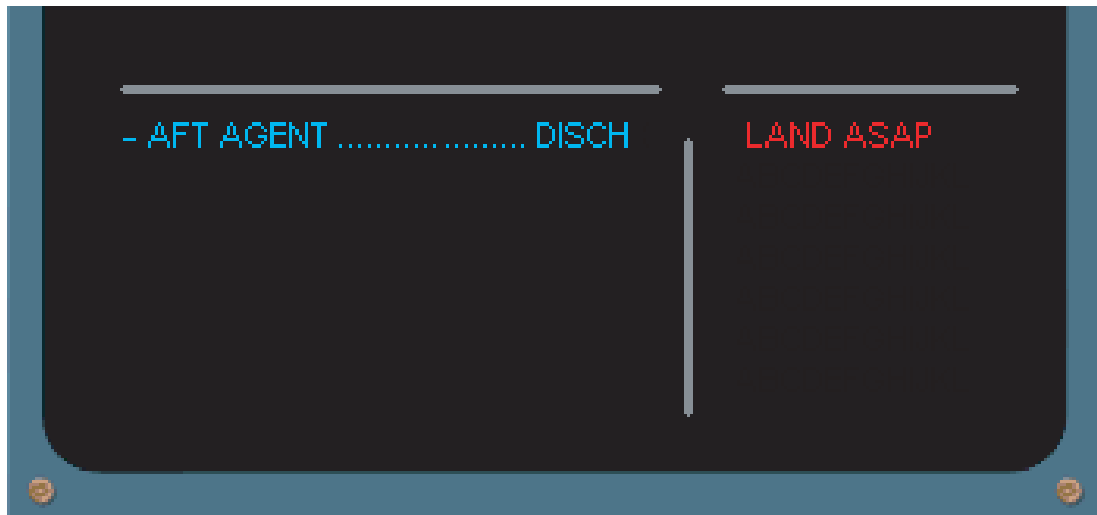 - AFT AGENT ................... DISCH
LAND ASAP